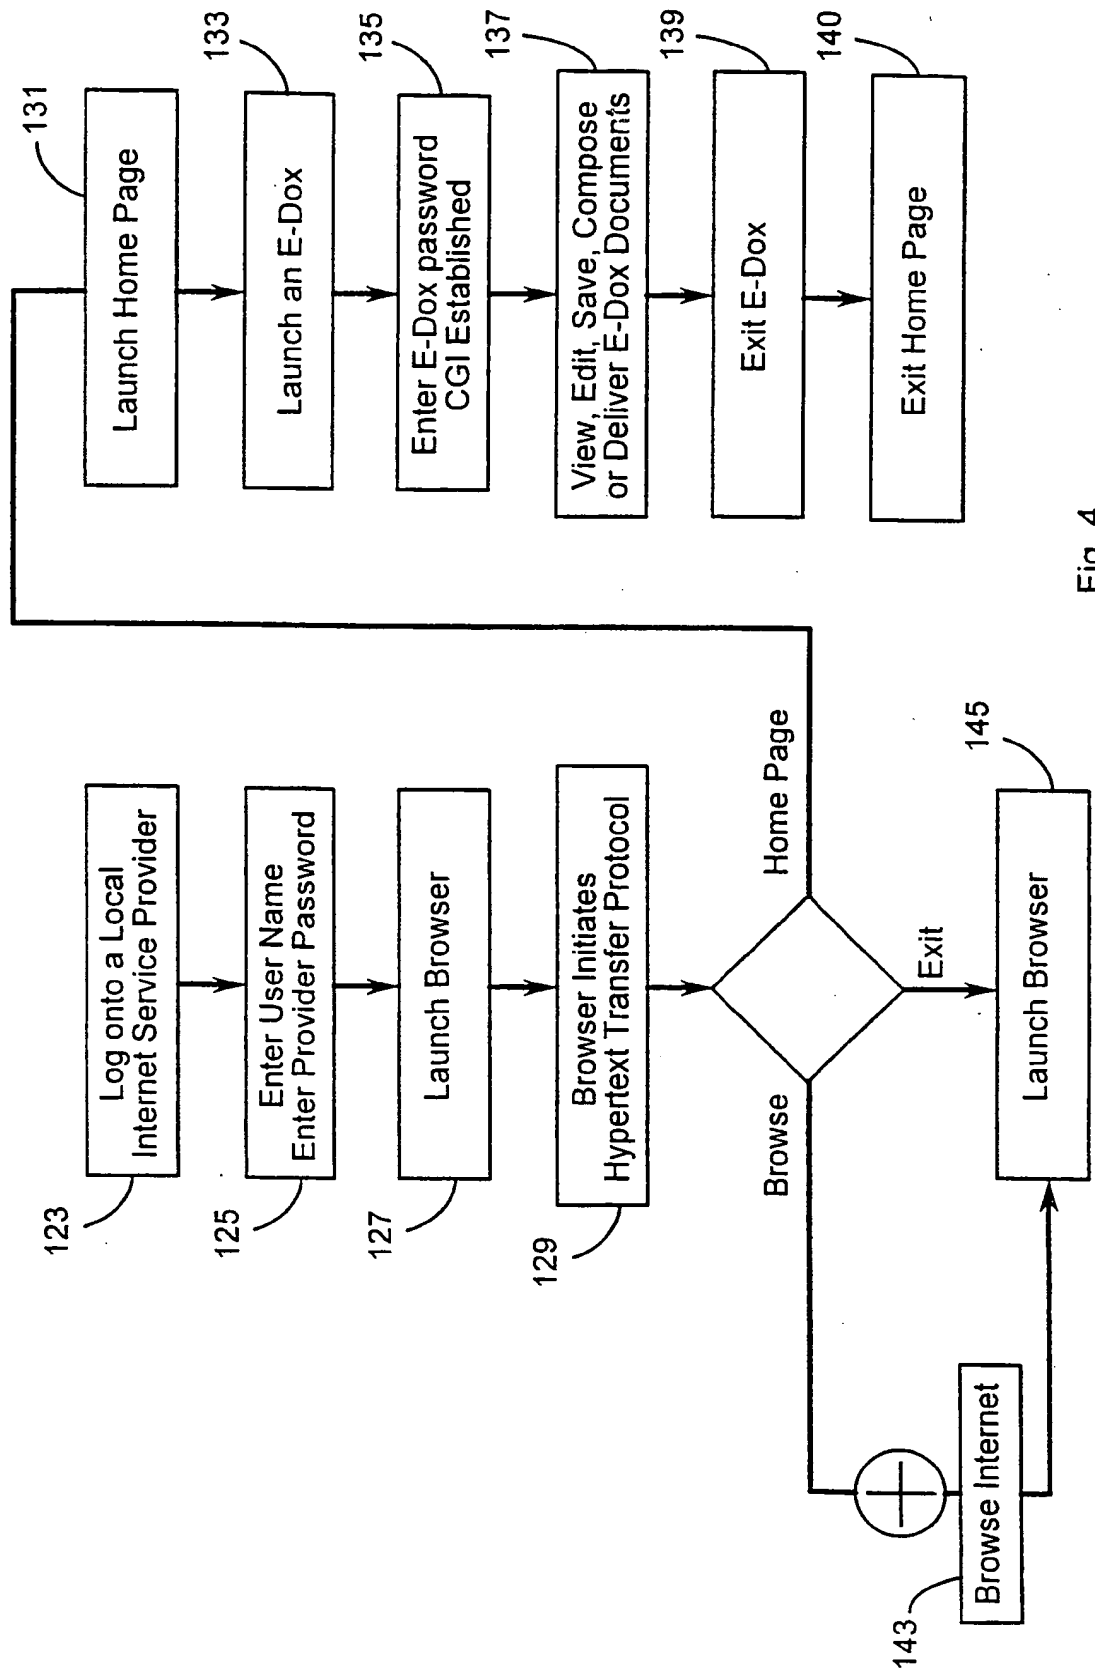 123
Log onto a Local
Internet Service Provider
125
Enter User Name
Enter Provider Password
127
Launch Browser
129
Browser Initiates
Hypertext Transfer Protocol
Browse
Home Page
Exit
143
Browse Internet
Launch Browser
145
131
Launch Home Page
133
Launch an E-Dox
135
Enter E-Dox password
CGI Established
137
View, Edit, Save, Compose
or Deliver E-Dox Documents
139
Exit E-Dox
140
Exit Home Page
Fig. 4